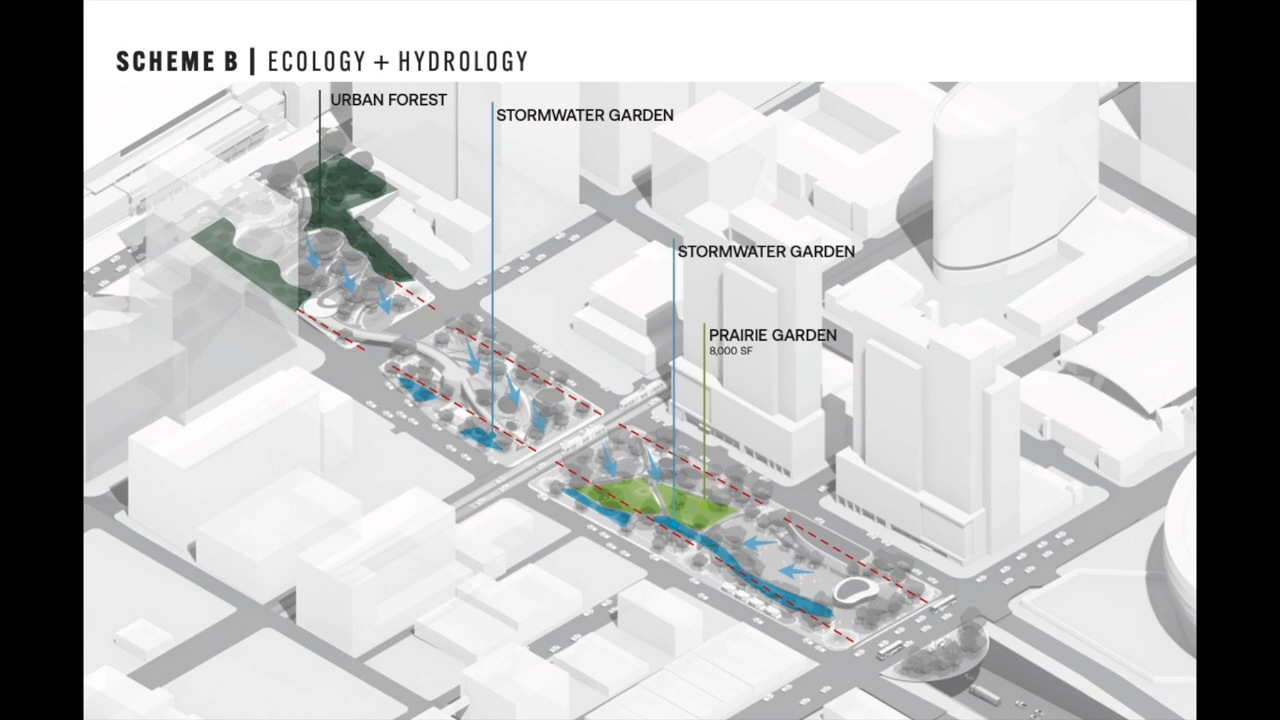 SCHEME B | ECOLOGY + HYDROLOGY
URBAN FOREST
STORMWATER GARDEN
STORMWATER GARDEN
PRAIRIE GARDEN
8,000 SF